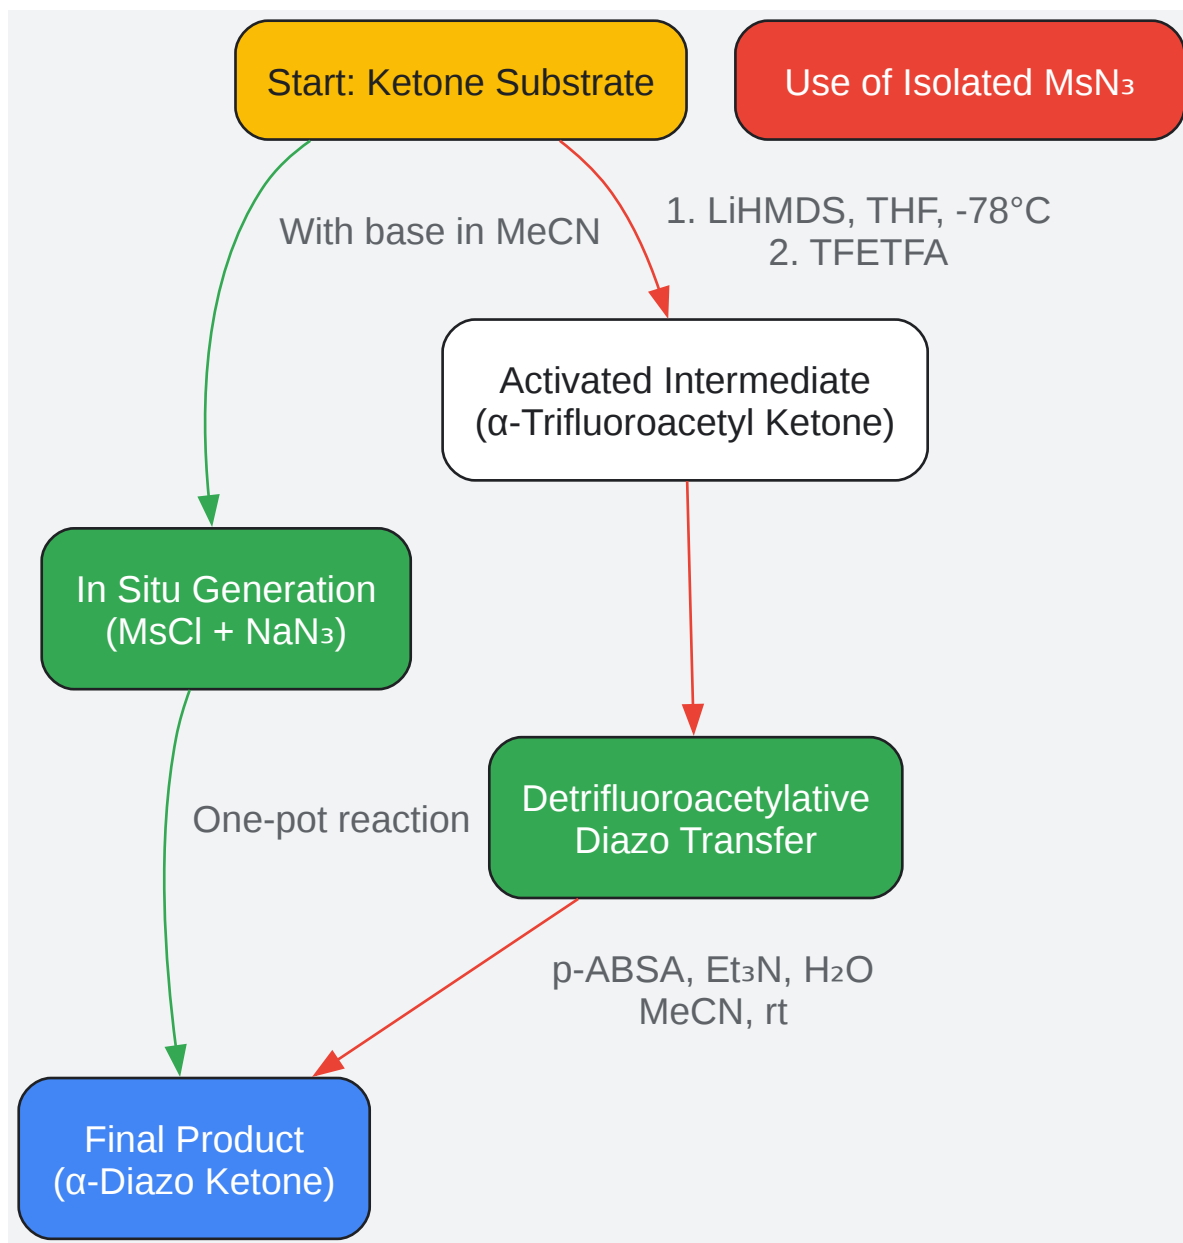 Start: Ketone Substrate
Use of Isolated MsN₃
With base in MeCN
1. LiHMDS, THF, -78°C
2. TFETFA
Activated Intermediate
(α-Trifluoroacetyl Ketone)
In Situ Generation
(MsCl + NaN₃)
Detrifluoroacetylative
Diazo Transfer
One-pot reaction
p-ABSA, Et₃N, H₂O
MeCN, rt
Final Product
(α-Diazo Ketone)